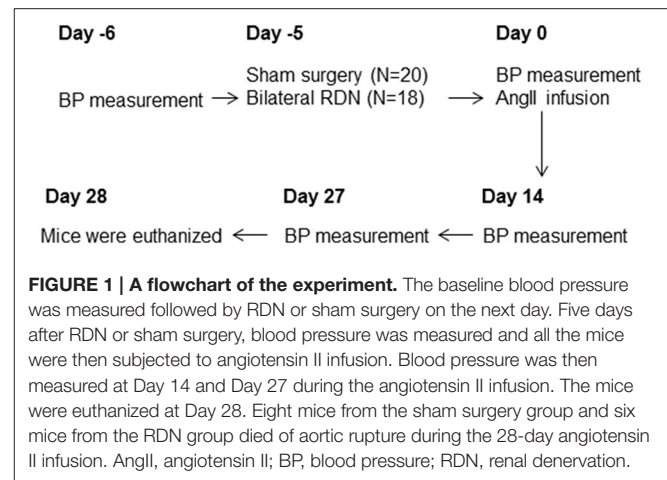 Day -6 Day -5 Day 0
Sham surgery (N=20) BP measurement
BP measurement → Bilateral RDN (N=18) → AngII infusion
↓
Day 28 Day 27 Day 14
Mice were euthanized ← BP measurement ← BP measurement
FIGURE 1 | A flowchart of the experiment. The baseline blood pressure
was measured followed by RDN or sham surgery on the next day. Five days
after RDN or sham surgery, blood pressure was measured and all the mice
were then subjected to angiotensin II infusion. Blood pressure was then
measured at Day 14 and Day 27 during the angiotensin II infusion. The mice
were euthanized at Day 28. Eight mice from the sham surgery group and six
mice from the RDN group died of aortic rupture during the 28-day angiotensin
II infusion. AngII, angiotensin II; BP, blood pressure; RDN, renal denervation.